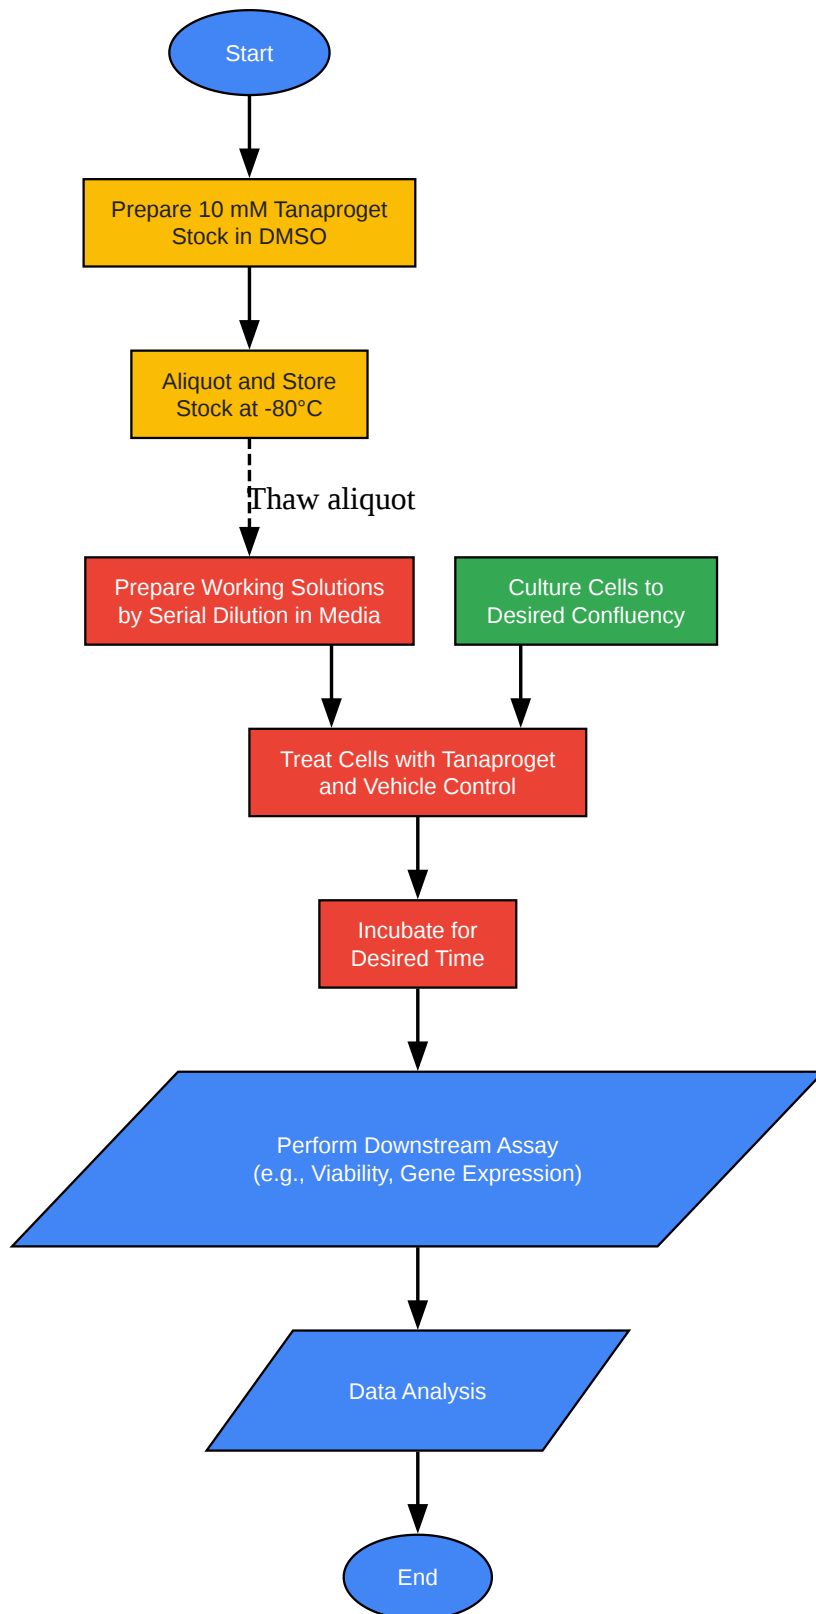 Start
Prepare 10 mM Tanaproget
Stock in DMSO
Aliquot and Store
Stock at -80°C
Thaw aliquot
Prepare Working Solutions
by Serial Dilution in Media
Culture Cells to
Desired Confluency
Treat Cells with Tanaproget
and Vehicle Control
Incubate for
Desired Time
Perform Downstream Assay
(e.g., Viability, Gene Expression)
Data Analysis
End